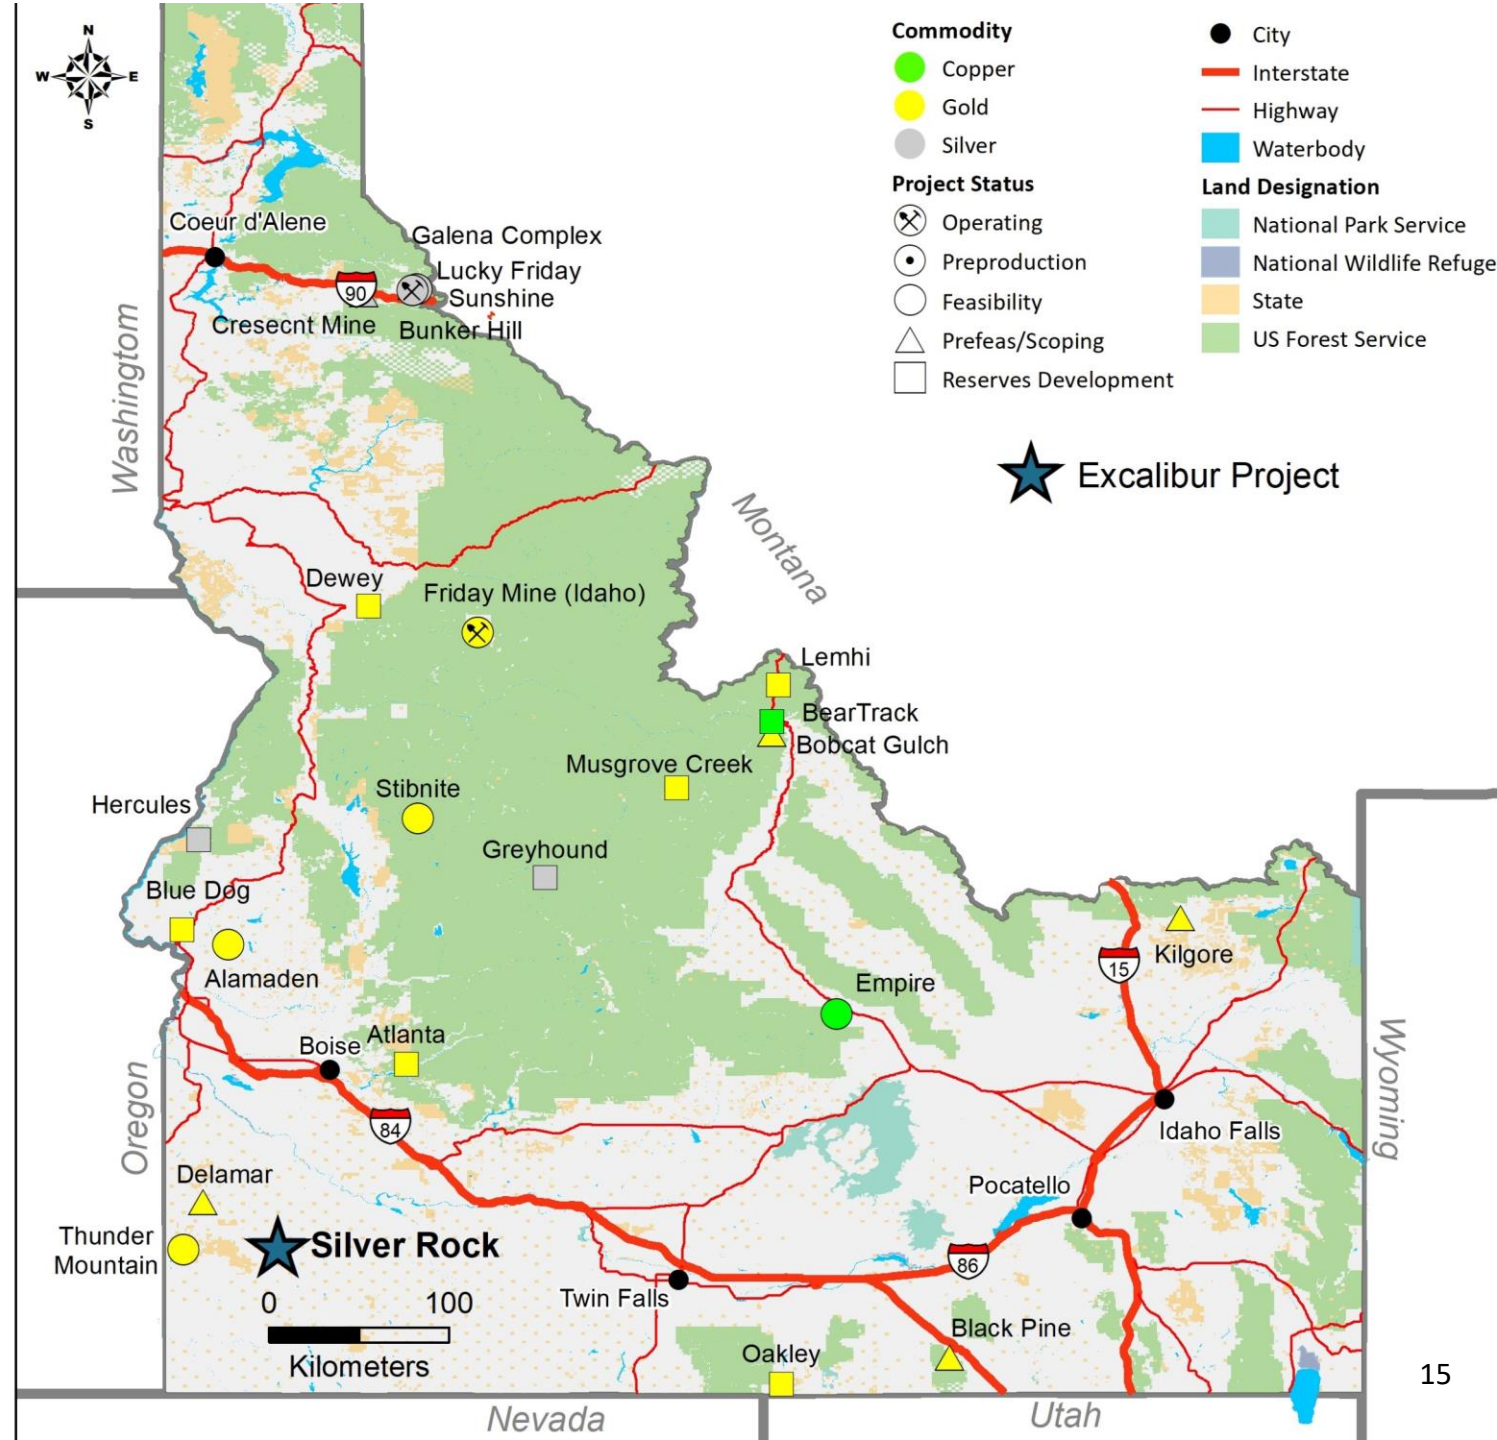 N
W
E
S
Commodity
Copper
Gold
Silver
Project Status
Operating
Preproduction
Feasibility
Prefeas/Scoping
Reserves Development
City
Interstate
Highway
Waterbody
Land Designation
National Park Service
National Wildlife Refuge
State
US Forest Service
Excalibur Project
Coeur d'Alene
Galena Complex
Lucky Friday
Sunshine
90
Cresecnt Mine
Bunker Hill
Washingtom
Montana
Dewey
Friday Mine (Idaho)
Lemhi
BearTrack
Bobcat Gulch
Musgrove Creek
Stibnite
Hercules
Greyhound
Blue Dog
Alamaden
Kilgore
15
Empire
Atlanta
Boise
84
Oregon
Wyoming
Idaho Falls
Delamar
Pocatello
Thunder
Mountain
Silver Rock
86
Twin Falls
0
100
Kilometers
Black Pine
Oakley
15
Nevada
Utah